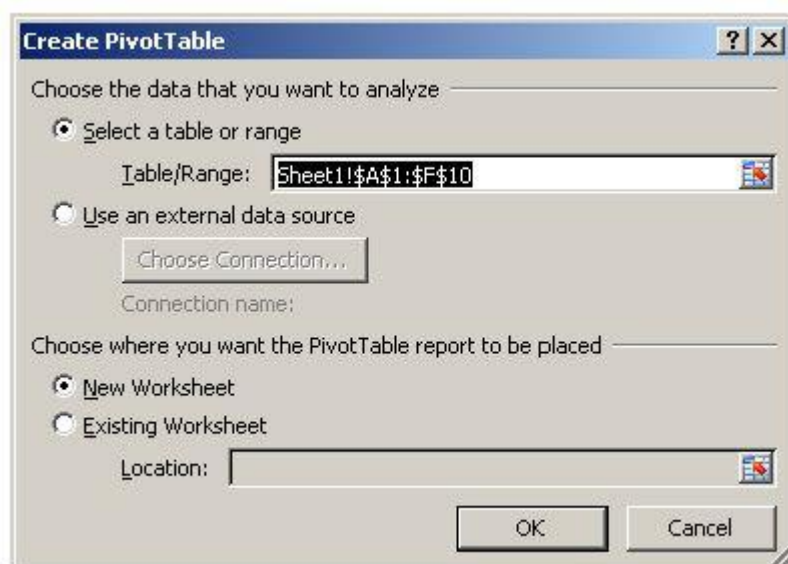 Create PivotTable
Choose the data that you want to analyze
Select a table or range
Table/Range: Sheet1!$A$1:$F$10
Use an external data source
Choose Connection...
Connection name:
Choose where you want the PivotTable report to be placed
New Worksheet
Existing Worksheet
Location:
OK Cancel